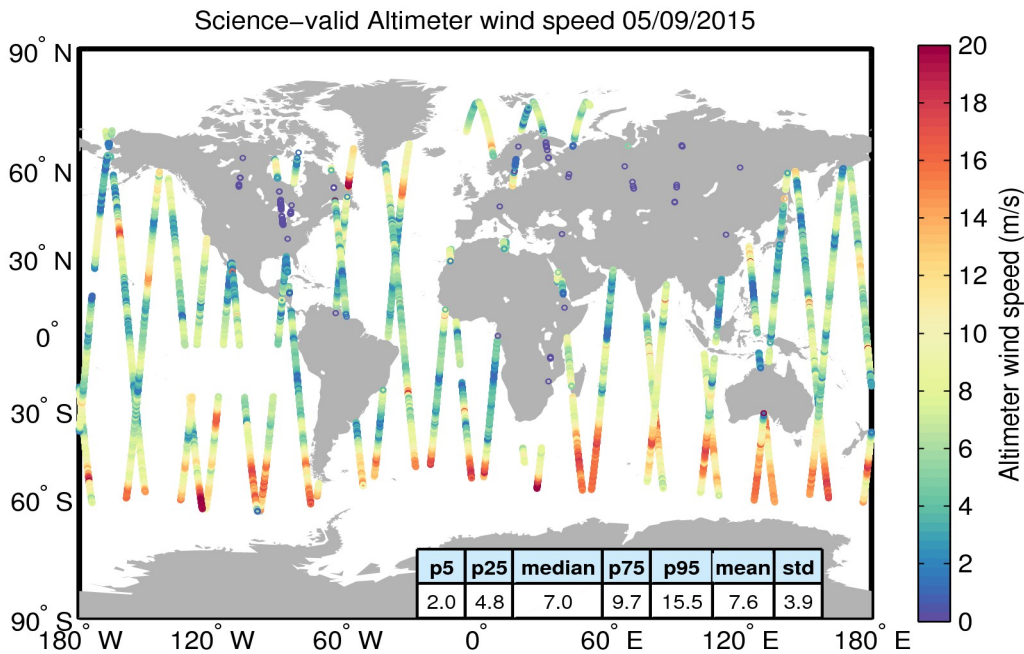 Science−valid Altimeter wind speed 05/09/2015
90° N
60° N
30° N
0°
30° S
60° S
90° S
180° W
120° W
60° W
0°
60° E
120° E
180° E
p5 p25 median p75 p95 mean std
2.0 4.8 7.0 9.7 15.5 7.6 3.9
20
18
16
14
12
10
8
6
4
2
0
Altimeter wind speed (m/s)